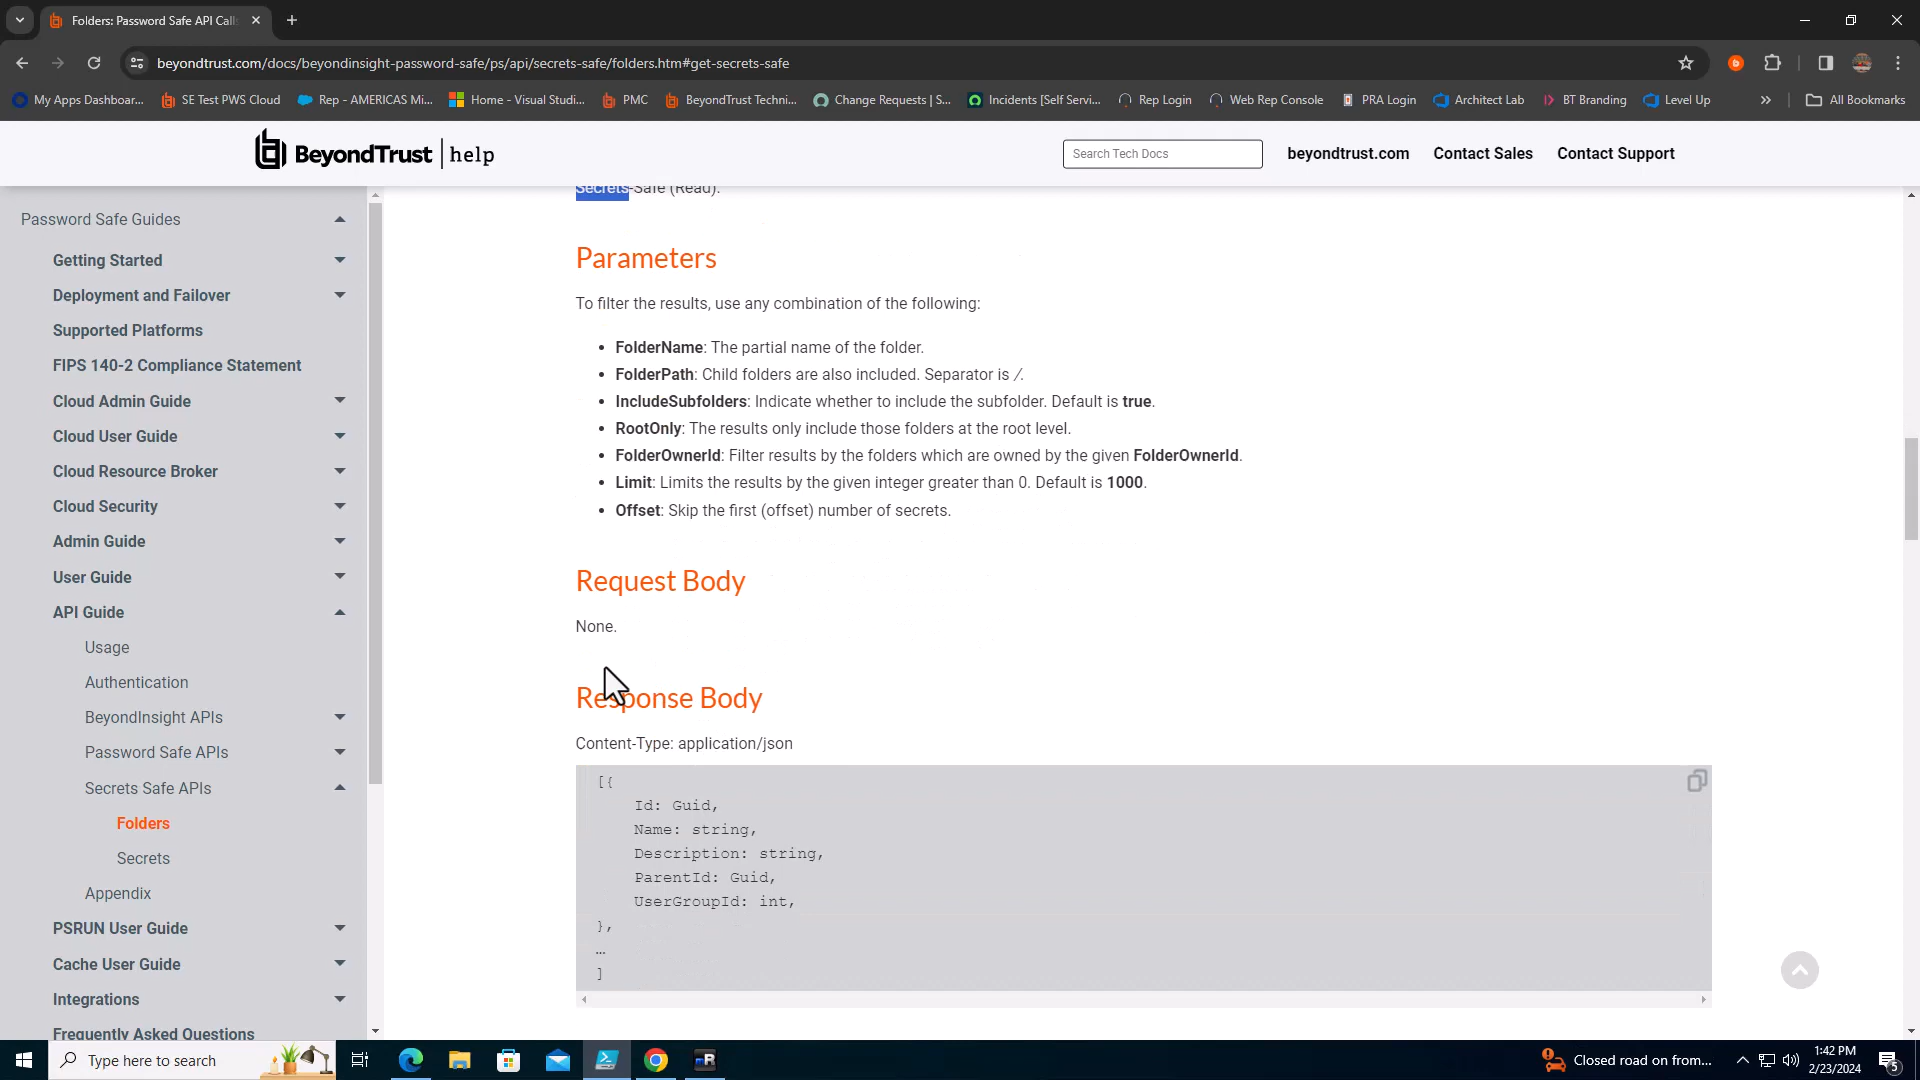 Folders: Password Safe API Calls
beyondtrust.com/docs/beyondinsight-password-safe/ps/api/secrets-safe/folders.htm#get-secrets-safe
My Apps Dashboar...
SE Test PWS Cloud
Rep - AMERICAS Mi...
Home - Visual Studi...
PMC
BeyondTrust Techni...
Change Requests | S...
Incidents [Self Servi...
Rep Login
Web Rep Console
PRA Login
Architect Lab
BT Branding
Level Up
»
All Bookmarks
BeyondTrust | help
Search Tech Docs
beyondtrust.com
Contact Sales
Contact Support
Password Safe Guides
Getting Started
Deployment and Failover
Supported Platforms
FIPS 140-2 Compliance Statement
Cloud Admin Guide
Cloud User Guide
Cloud Resource Broker
Cloud Security
Admin Guide
User Guide
API Guide
Usage
Authentication
BeyondInsight APIs
Password Safe APIs
Secrets Safe APIs
Folders
Secrets
Appendix
PSRUN User Guide
Cache User Guide
Integrations
Frequently Asked Questions
Secrets-Safe (Read).
Parameters
To filter the results, use any combination of the following:
• FolderName: The partial name of the folder.
• FolderPath: Child folders are also included. Separator is /.
• IncludeSubfolders: Indicate whether to include the subfolder. Default is true.
• RootOnly: The results only include those folders at the root level.
• FolderOwnerId: Filter results by the folders which are owned by the given FolderOwnerId.
• Limit: Limits the results by the given integer greater than 0. Default is 1000.
• Offset: Skip the first (offset) number of secrets.
Request Body
None.
Response Body
Content-Type: application/json
[{
Id: Guid,
Name: string,
Description: string,
ParentId: Guid,
UserGroupId: int,
},
…
]
Type here to search
Closed road on from...
1:42 PM
2/23/2024
5